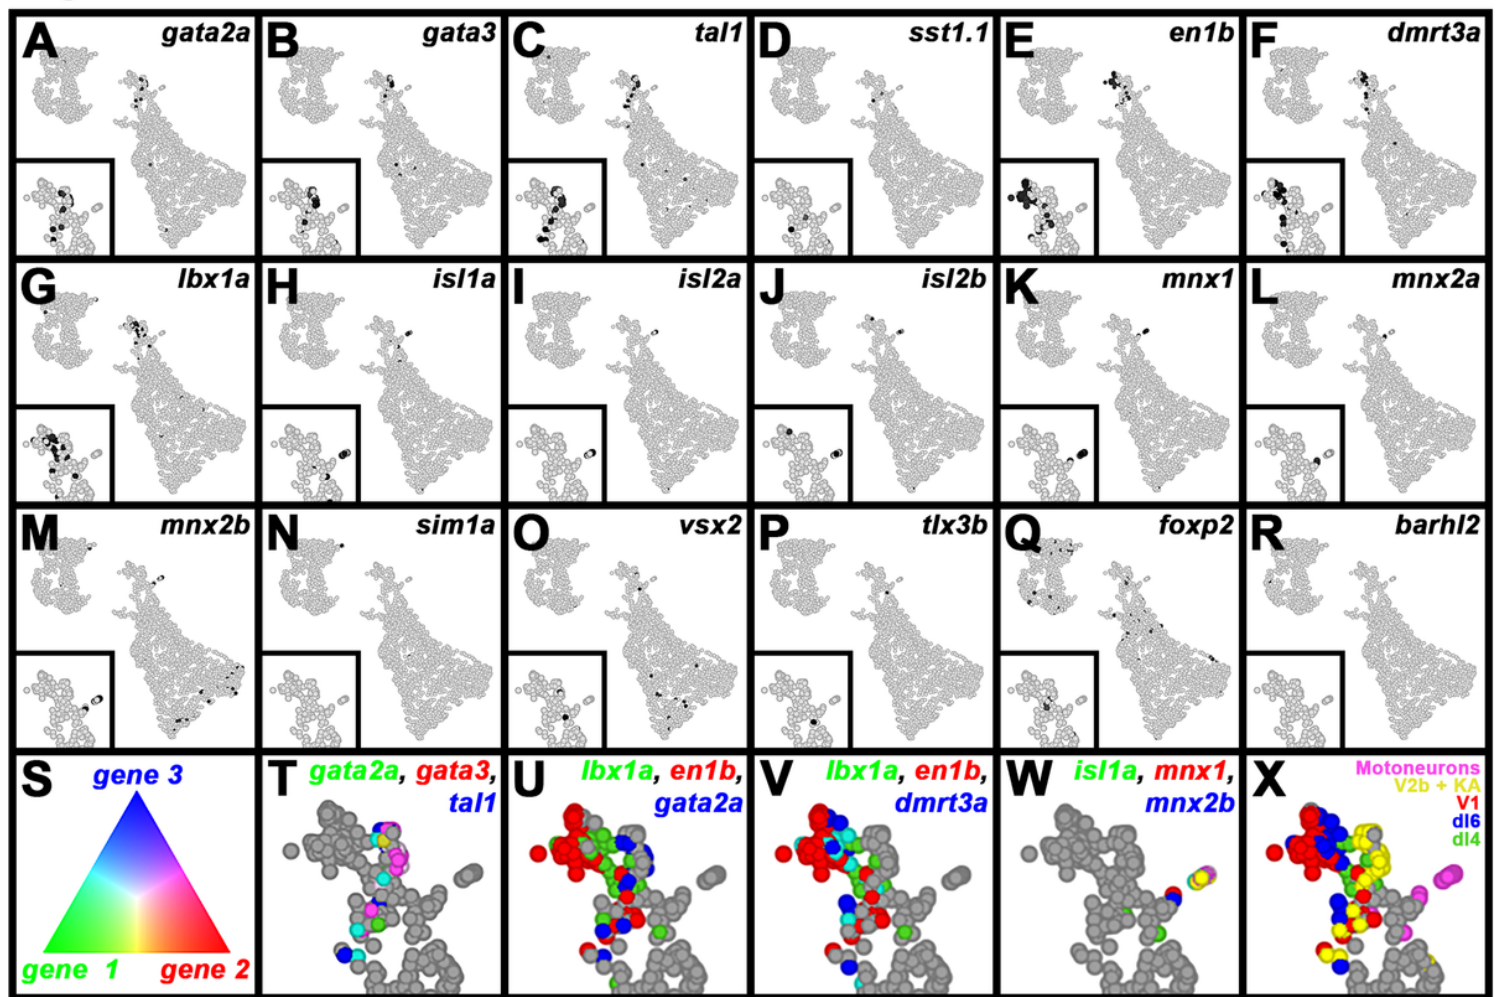 A gata2a
B gata3
C tal1
D sst1.1
E en1b
F dmrt3a
G lbx1a
H isl1a
I isl2a
J isl2b
K mnx1
L mnx2a
M mnx2b
N sim1a
O vsx2
P tlx3b
Q foxp2
R barhl2
S
gene 3
gene 1 gene 2
T gata2a, gata3,
tal1
U lbx1a, en1b,
gata2a
V lbx1a, en1b,
dmrt3a
W isl1a, mnx1,
mnx2b
X Motoneurons
V2b + KA
V1
dI6
dI4